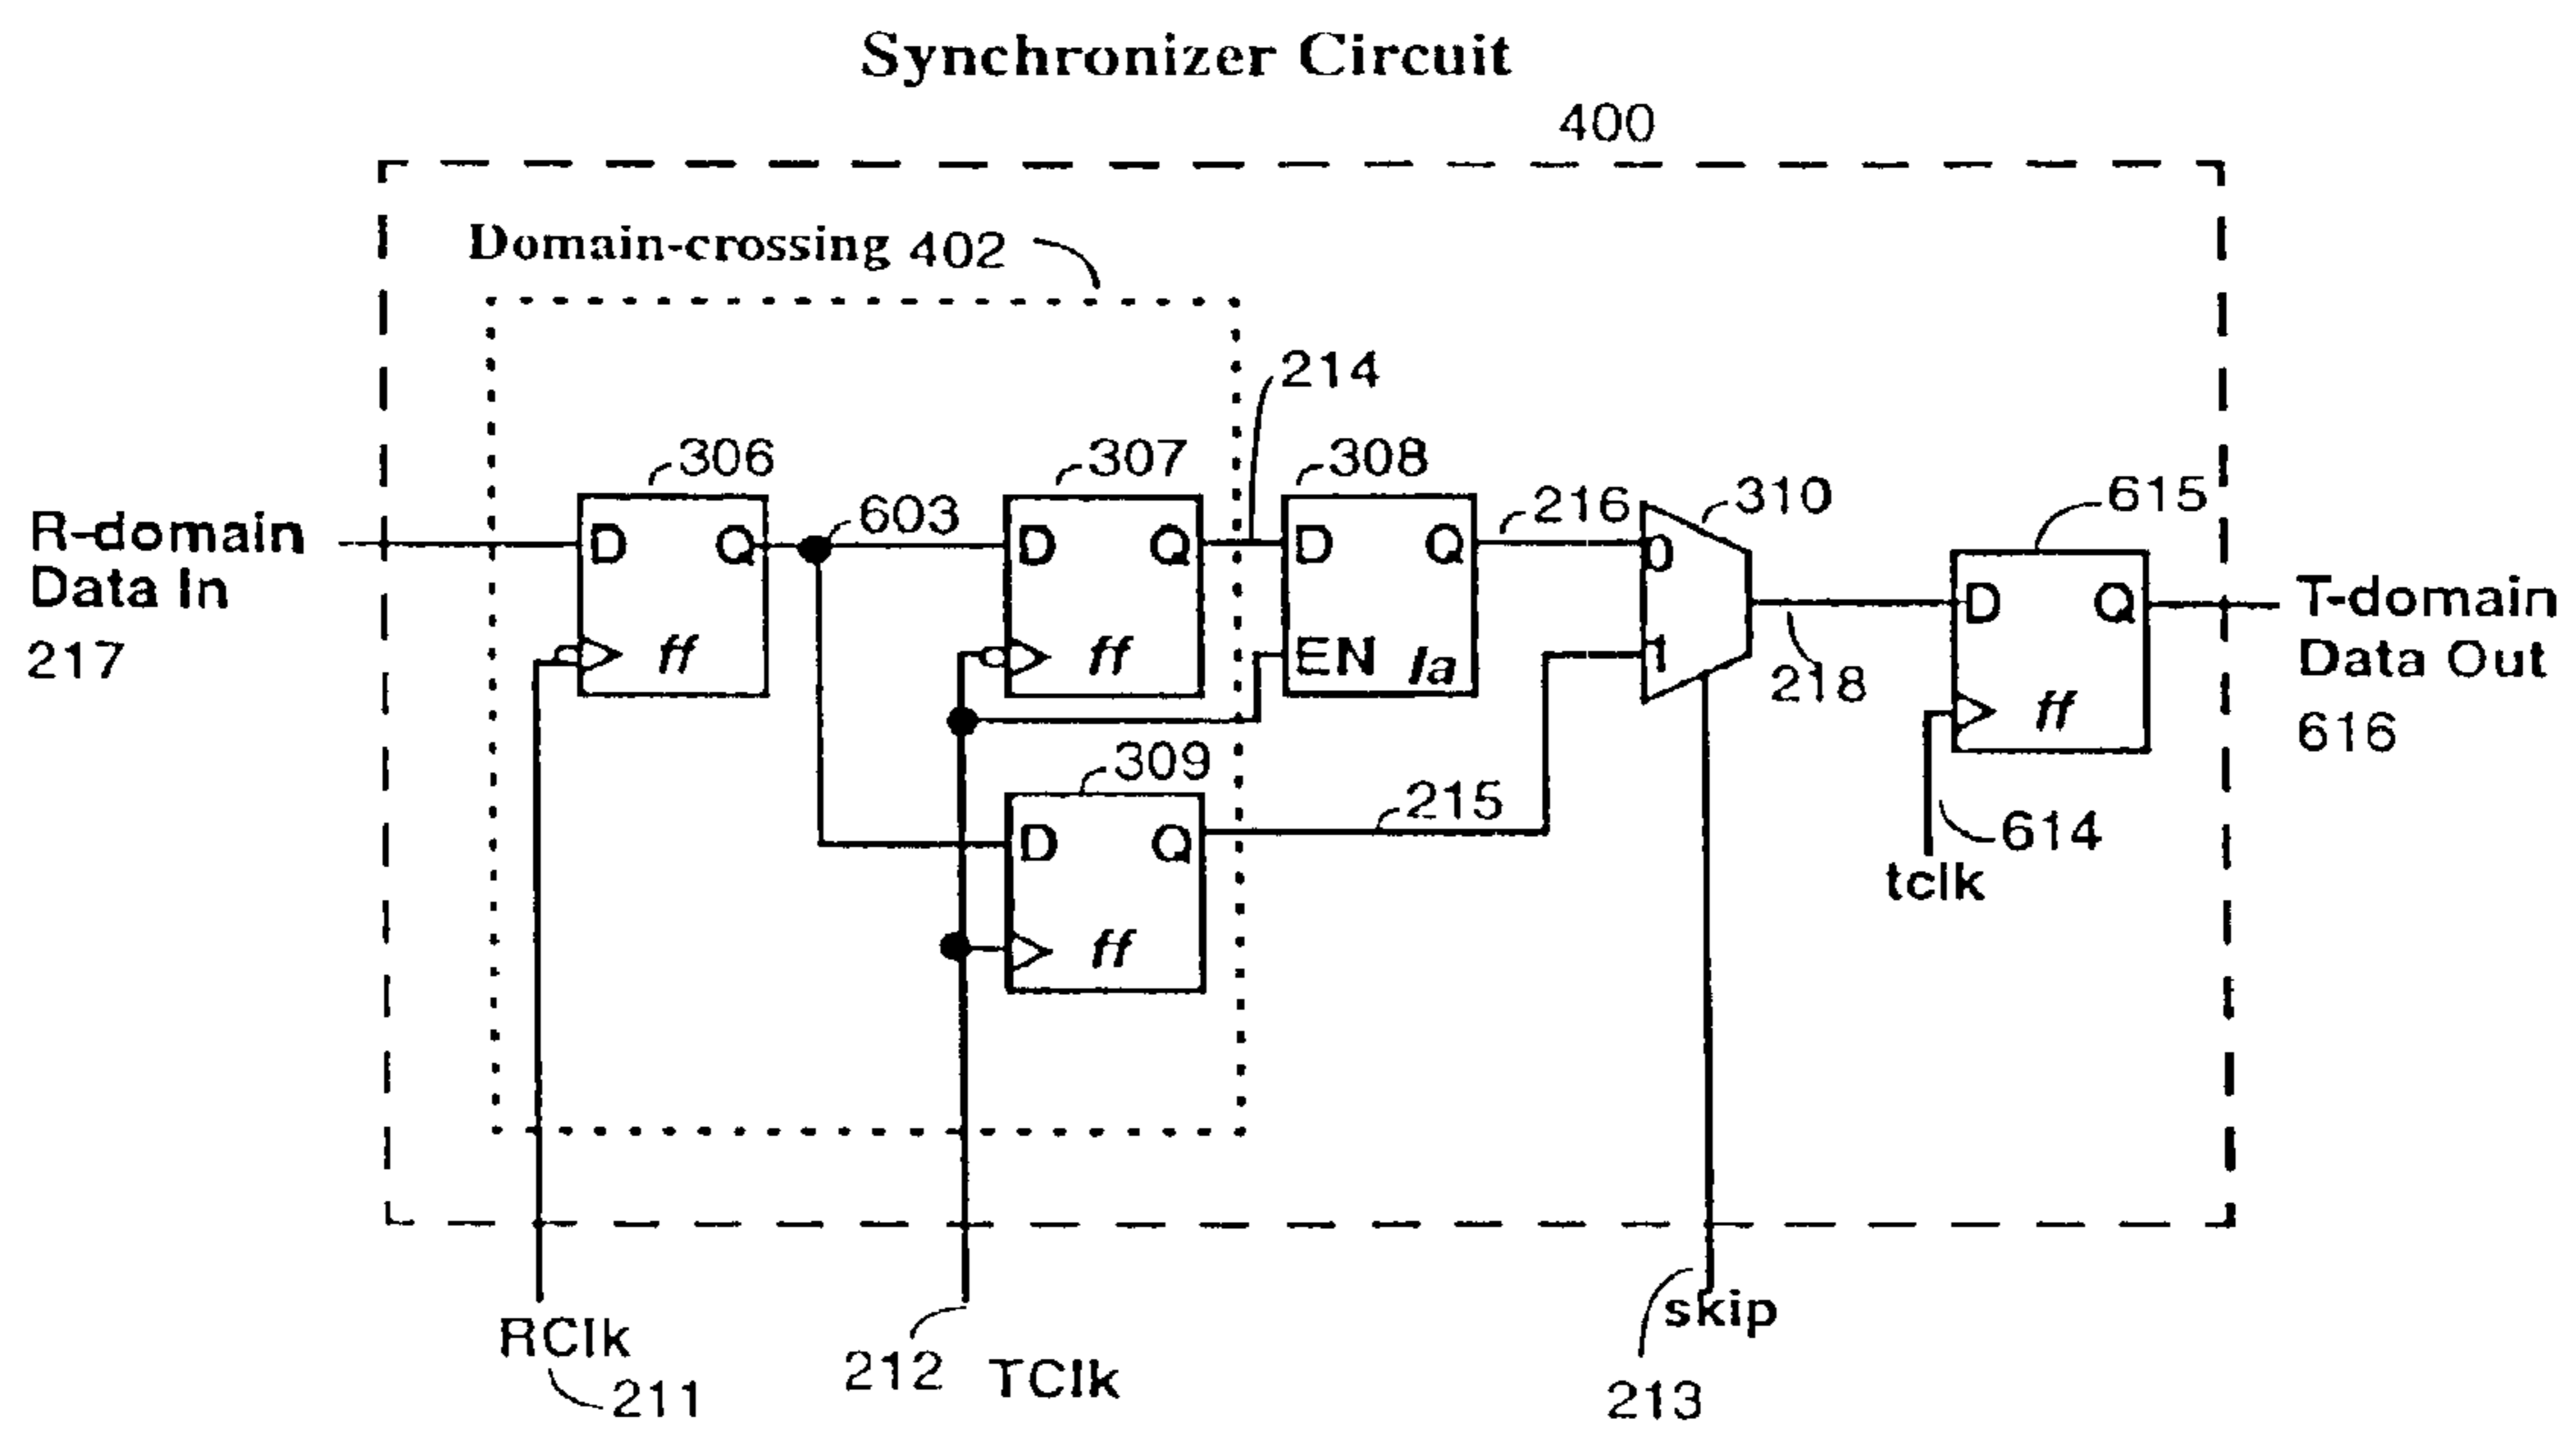 Synchronizer Circuit
400
Domain-crossing 402
214
306
307
308
310
615
603
216
R-domain
Data In
217
D Q
ff
D Q
ff
D Q
EN la
0
1
218
D Q
ff
T-domain
Data Out
616
309
215
D Q
ff
614
tclk
RClk
211
212 TClk
skip
213